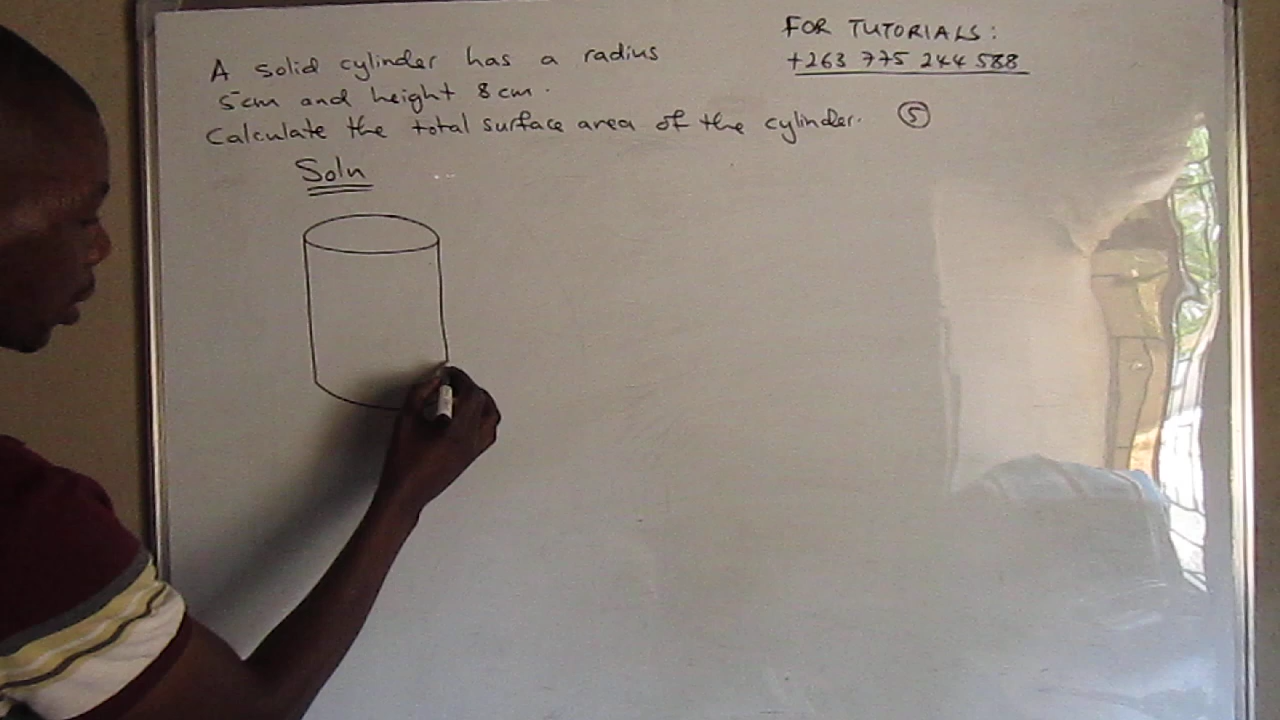 A solid cylinder has a radius
5cm and height 8cm.
Calculate the total surface area of the cylinder. 5
Soln
FOR TUTORIALS:
+263 775 244 588